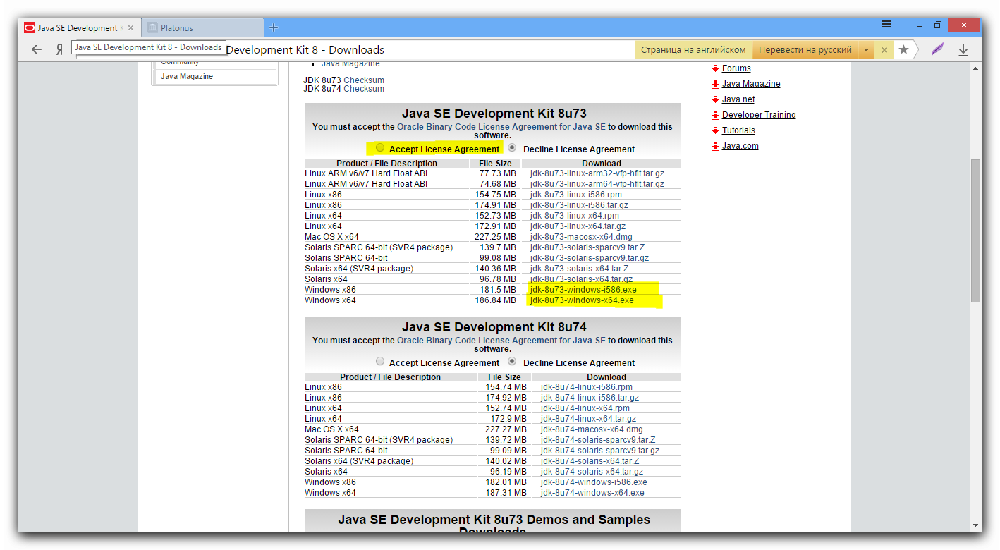 Java SE Development
Platonus
Я
Java SE Development Kit 8 - Downloads
Development Kit 8 - Downloads
Страница на английском
Перевести на русский
Community
Java Magazine
Java Magazine
JDK 8u73 Checksum
JDK 8u74 Checksum
Java SE Development Kit 8u73
You must accept the Oracle Binary Code License Agreement for Java SE to download this
software.
Accept License Agreement Decline License Agreement
Product / File Description File Size Download
Linux ARM v6/v7 Hard Float ABI 77.73 MB jdk-8u73-linux-arm32-vfp-hflt.tar.gz
Linux ARM v6/v7 Hard Float ABI 74.68 MB jdk-8u73-linux-arm64-vfp-hflt.tar.gz
Linux x86 154.75 MB jdk-8u73-linux-i586.rpm
Linux x86 174.91 MB jdk-8u73-linux-i586.tar.gz
Linux x64 152.73 MB jdk-8u73-linux-x64.rpm
Linux x64 172.91 MB jdk-8u73-linux-x64.tar.gz
Mac OS X x64 227.25 MB jdk-8u73-macosx-x64.dmg
Solaris SPARC 64-bit (SVR4 package) 139.7 MB jdk-8u73-solaris-sparcv9.tar.Z
Solaris SPARC 64-bit 99.08 MB jdk-8u73-solaris-sparcv9.tar.gz
Solaris x64 (SVR4 package) 140.36 MB jdk-8u73-solaris-x64.tar.Z
Solaris x64 96.78 MB jdk-8u73-solaris-x64.tar.gz
Windows x86 181.5 MB jdk-8u73-windows-i586.exe
Windows x64 186.84 MB jdk-8u73-windows-x64.exe
Java SE Development Kit 8u74
You must accept the Oracle Binary Code License Agreement for Java SE to download this
software.
Accept License Agreement Decline License Agreement
Product / File Description File Size Download
Linux x86 154.74 MB jdk-8u74-linux-i586.rpm
Linux x86 174.92 MB jdk-8u74-linux-i586.tar.gz
Linux x64 152.74 MB jdk-8u74-linux-x64.rpm
Linux x64 172.9 MB jdk-8u74-linux-x64.tar.gz
Mac OS X x64 227.27 MB jdk-8u74-macosx-x64.dmg
Solaris SPARC 64-bit (SVR4 package) 139.72 MB jdk-8u74-solaris-sparcv9.tar.Z
Solaris SPARC 64-bit 99.09 MB jdk-8u74-solaris-sparcv9.tar.gz
Solaris x64 (SVR4 package) 140.02 MB jdk-8u74-solaris-x64.tar.Z
Solaris x64 96.19 MB jdk-8u74-solaris-x64.tar.gz
Windows x86 182.01 MB jdk-8u74-windows-i586.exe
Windows x64 187.31 MB jdk-8u74-windows-x64.exe
Java SE Development Kit 8u73 Demos and Samples
Downloads
Forums
Java Magazine
Java.net
Developer Training
Tutorials
Java.com